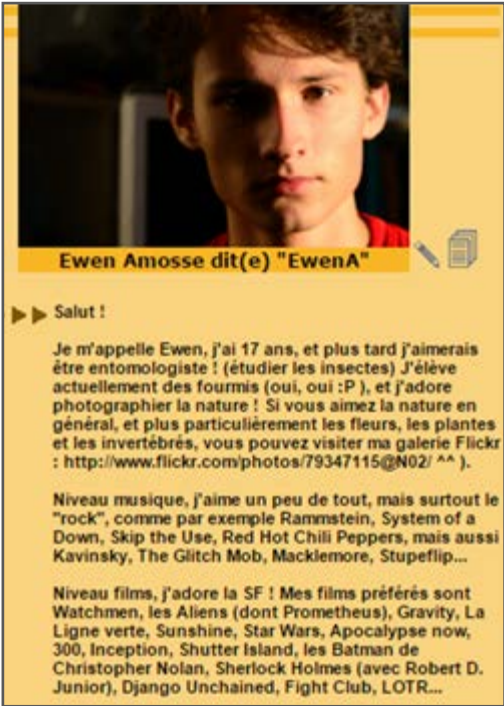 Ewen Amosse dit(e) "EwenA"
Salut !
Je m'appelle Ewen, j'ai 17 ans, et plus tard j'aimerais
être entomologiste ! (étudier les insectes) J'élève
actuellement des fourmis (oui, oui :P ), et j'adore
photographier la nature ! Si vous aimez la nature en
général, et plus particulièrement les fleurs, les plantes
et les invertébrés, vous pouvez visiter ma galerie Flickr
: http://www.flickr.com/photos/79347115@N02/ ^^ ).
Niveau musique, j'aime un peu de tout, mais surtout le
"rock", comme par exemple Rammstein, System of a
Down, Skip the Use, Red Hot Chili Peppers, mais aussi
Kavinsky, The Glitch Mob, Macklemore, Stupeflip...
Niveau films, j'adore la SF ! Mes films préférés sont
Watchmen, les Aliens (dont Prometheus), Gravity, La
Ligne verte, Sunshine, Star Wars, Apocalypse now,
300, Inception, Shutter Island, les Batman de
Christopher Nolan, Sherlock Holmes (avec Robert D.
Junior), Django Unchained, Fight Club, LOTR...